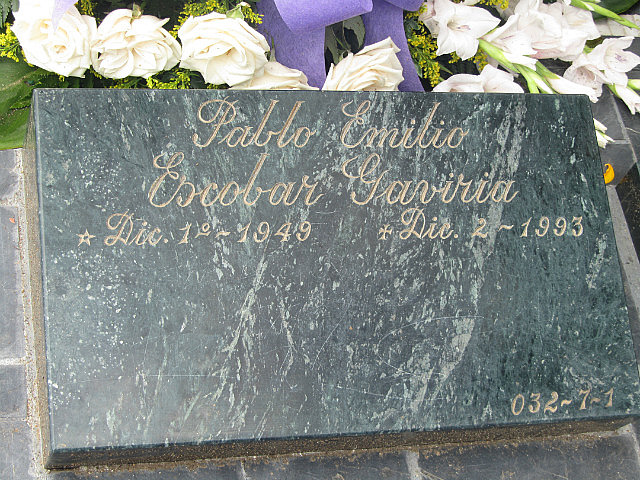 Pablo Emilio
Escobar Gaviria
☆Dic. 1º~1949 +Dic. 2~1993
032~7~1